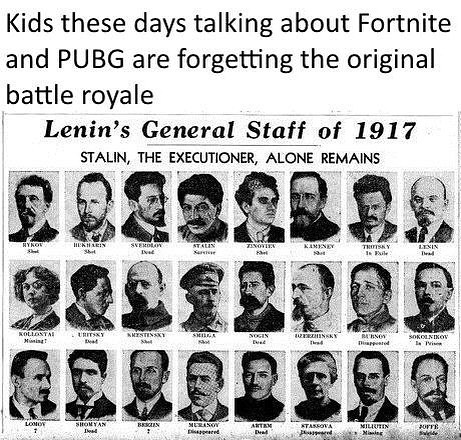 Kids these days talking about Fortnite
and PUBG are forgetting the original
battle royale
Lenin's General Staff of 1917
STALIN, THE EXECUTIONER, ALONE REMAINS
RYKOV BUKHARIN SVERDLOV STALIN ZINOVIEV KAMENEV TROTSKY LENIN
Shot Shot Dead Survivor Shot Shot In Exile Dead
KOLLONTAI URITSKY KRESTINSKY SMILGA NOGIN DZERZHINSKY BUBNOV SOKOLNIKOV
Missing? Dead Shot Shot Dead Dead Disappeared In Prison
LOMOV SHOMYAN BERZIN MURANOV ARTEM STASSOVA MILIUTIN JOFFE
? Dead ? Disappeared Dead Disappeared Missing Suicide